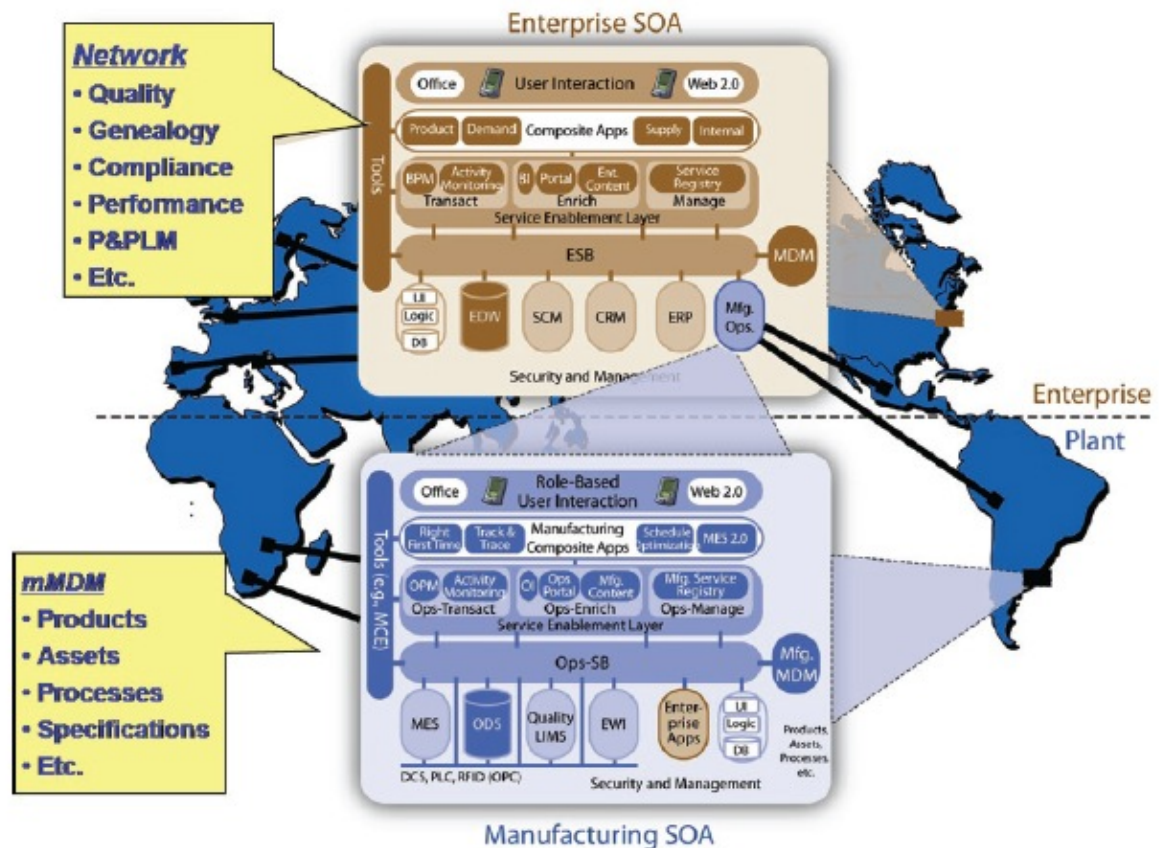 Enterprise SOA
Network
• Quality
• Genealogy
• Compliance
• Performance
• P&PLM
• Etc.
Tools
Office
User Interaction
Web 2.0
Product
Demand
Composite Apps
Supply
Internal
BPM
Activity
Monitoring
Transact
BI
Portal
Ent.
Content
Enrich
Service
Registry
Manage
Service Enablement Layer
ESB
MDM
UI
Logic
DB
EDW
SCM
CRM
ERP
Mfg.
Ops.
Security and Management
Enterprise
Plant
mMDM
• Products
• Assets
• Processes
• Specifications
• Etc.
Tools (e.g., MCE)
Office
Role-Based
User Interaction
Web 2.0
Right
First Time
Track &
Trace
Manufacturing
Composite Apps
Schedule
Optimization
MES 2.0
OPM
Activity
Monitoring
Ops-Transact
OI
Ops
Portal
Mfg.
Content
Ops-Enrich
Mfg. Service
Registry
Ops-Manage
Service Enablement Layer
Ops-SB
Mfg.
MDM
MES
ODS
Quality
LIMS
EWI
Enter-
prise
Apps
UI
Logic
DB
Products,
Assets,
Processes,
etc.
DCS, PLC, RFID (OPC)
Security and Management
Manufacturing SOA